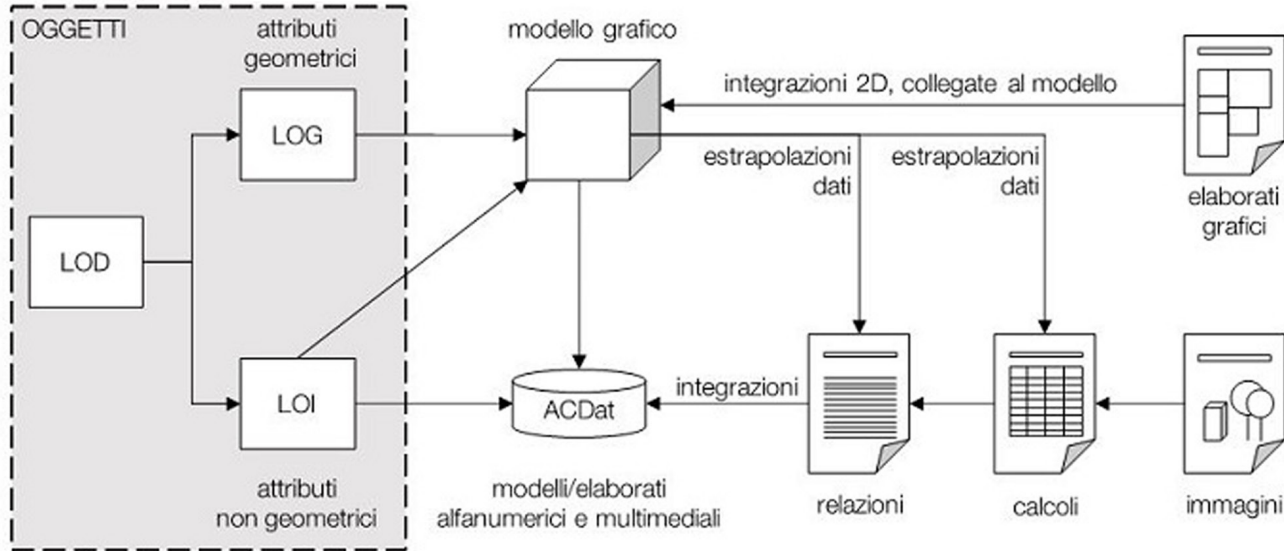 OGGETTI
attributi
geometrici
LOG
LOD
LOI
attributi
non geometrici
modello grafico
integrazioni 2D, collegate al modello
estrapolazioni
dati
estrapolazioni
dati
elaborati
grafici
ACDat
integrazioni
modelli/elaborati
alfanumerici e multimediali
relazioni
calcoli
immagini